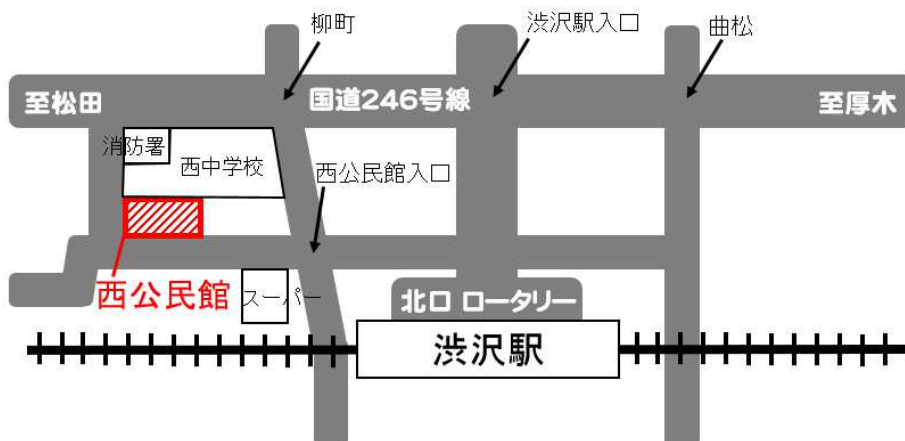 柳町
渋沢駅入口
曲松
至松田
国道246号線
至厚木
消防署
西中学校
西公民館入口
西公民館
スーパー
北口 ロータリー
渋沢駅